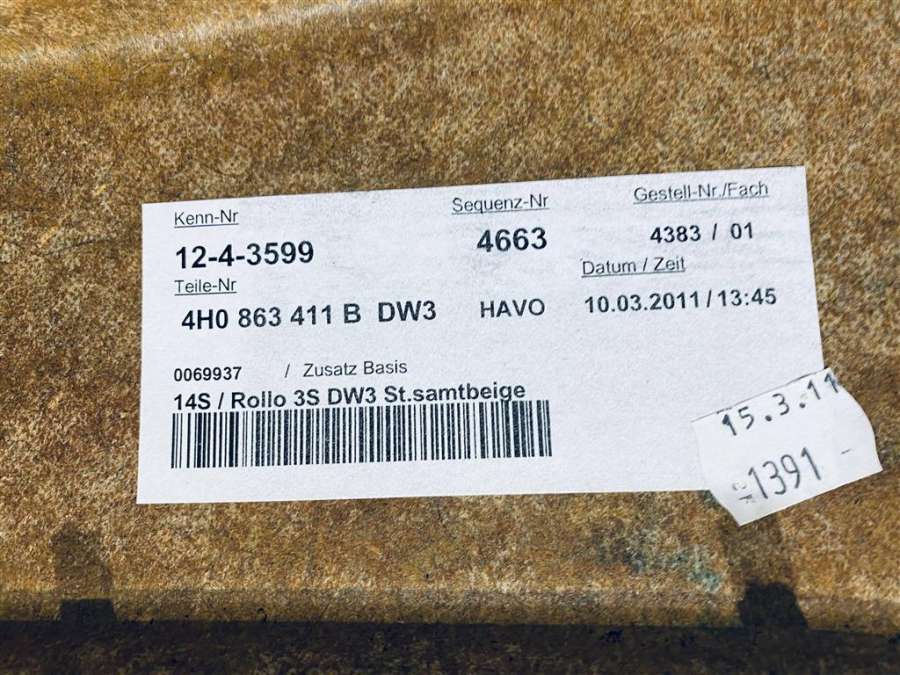 Kenn-Nr
12-4-3599
Sequenz-Nr
4663
Gestell-Nr./Fach
4383 / 01
Teile-Nr
4H0 863 411 B DW3
HAVO
Datum / Zeit
10.03.2011 / 13:45
0069937 / Zusatz Basis
14S / Rollo 3S DW3 St.samtbeige
15.3.11
1391 -